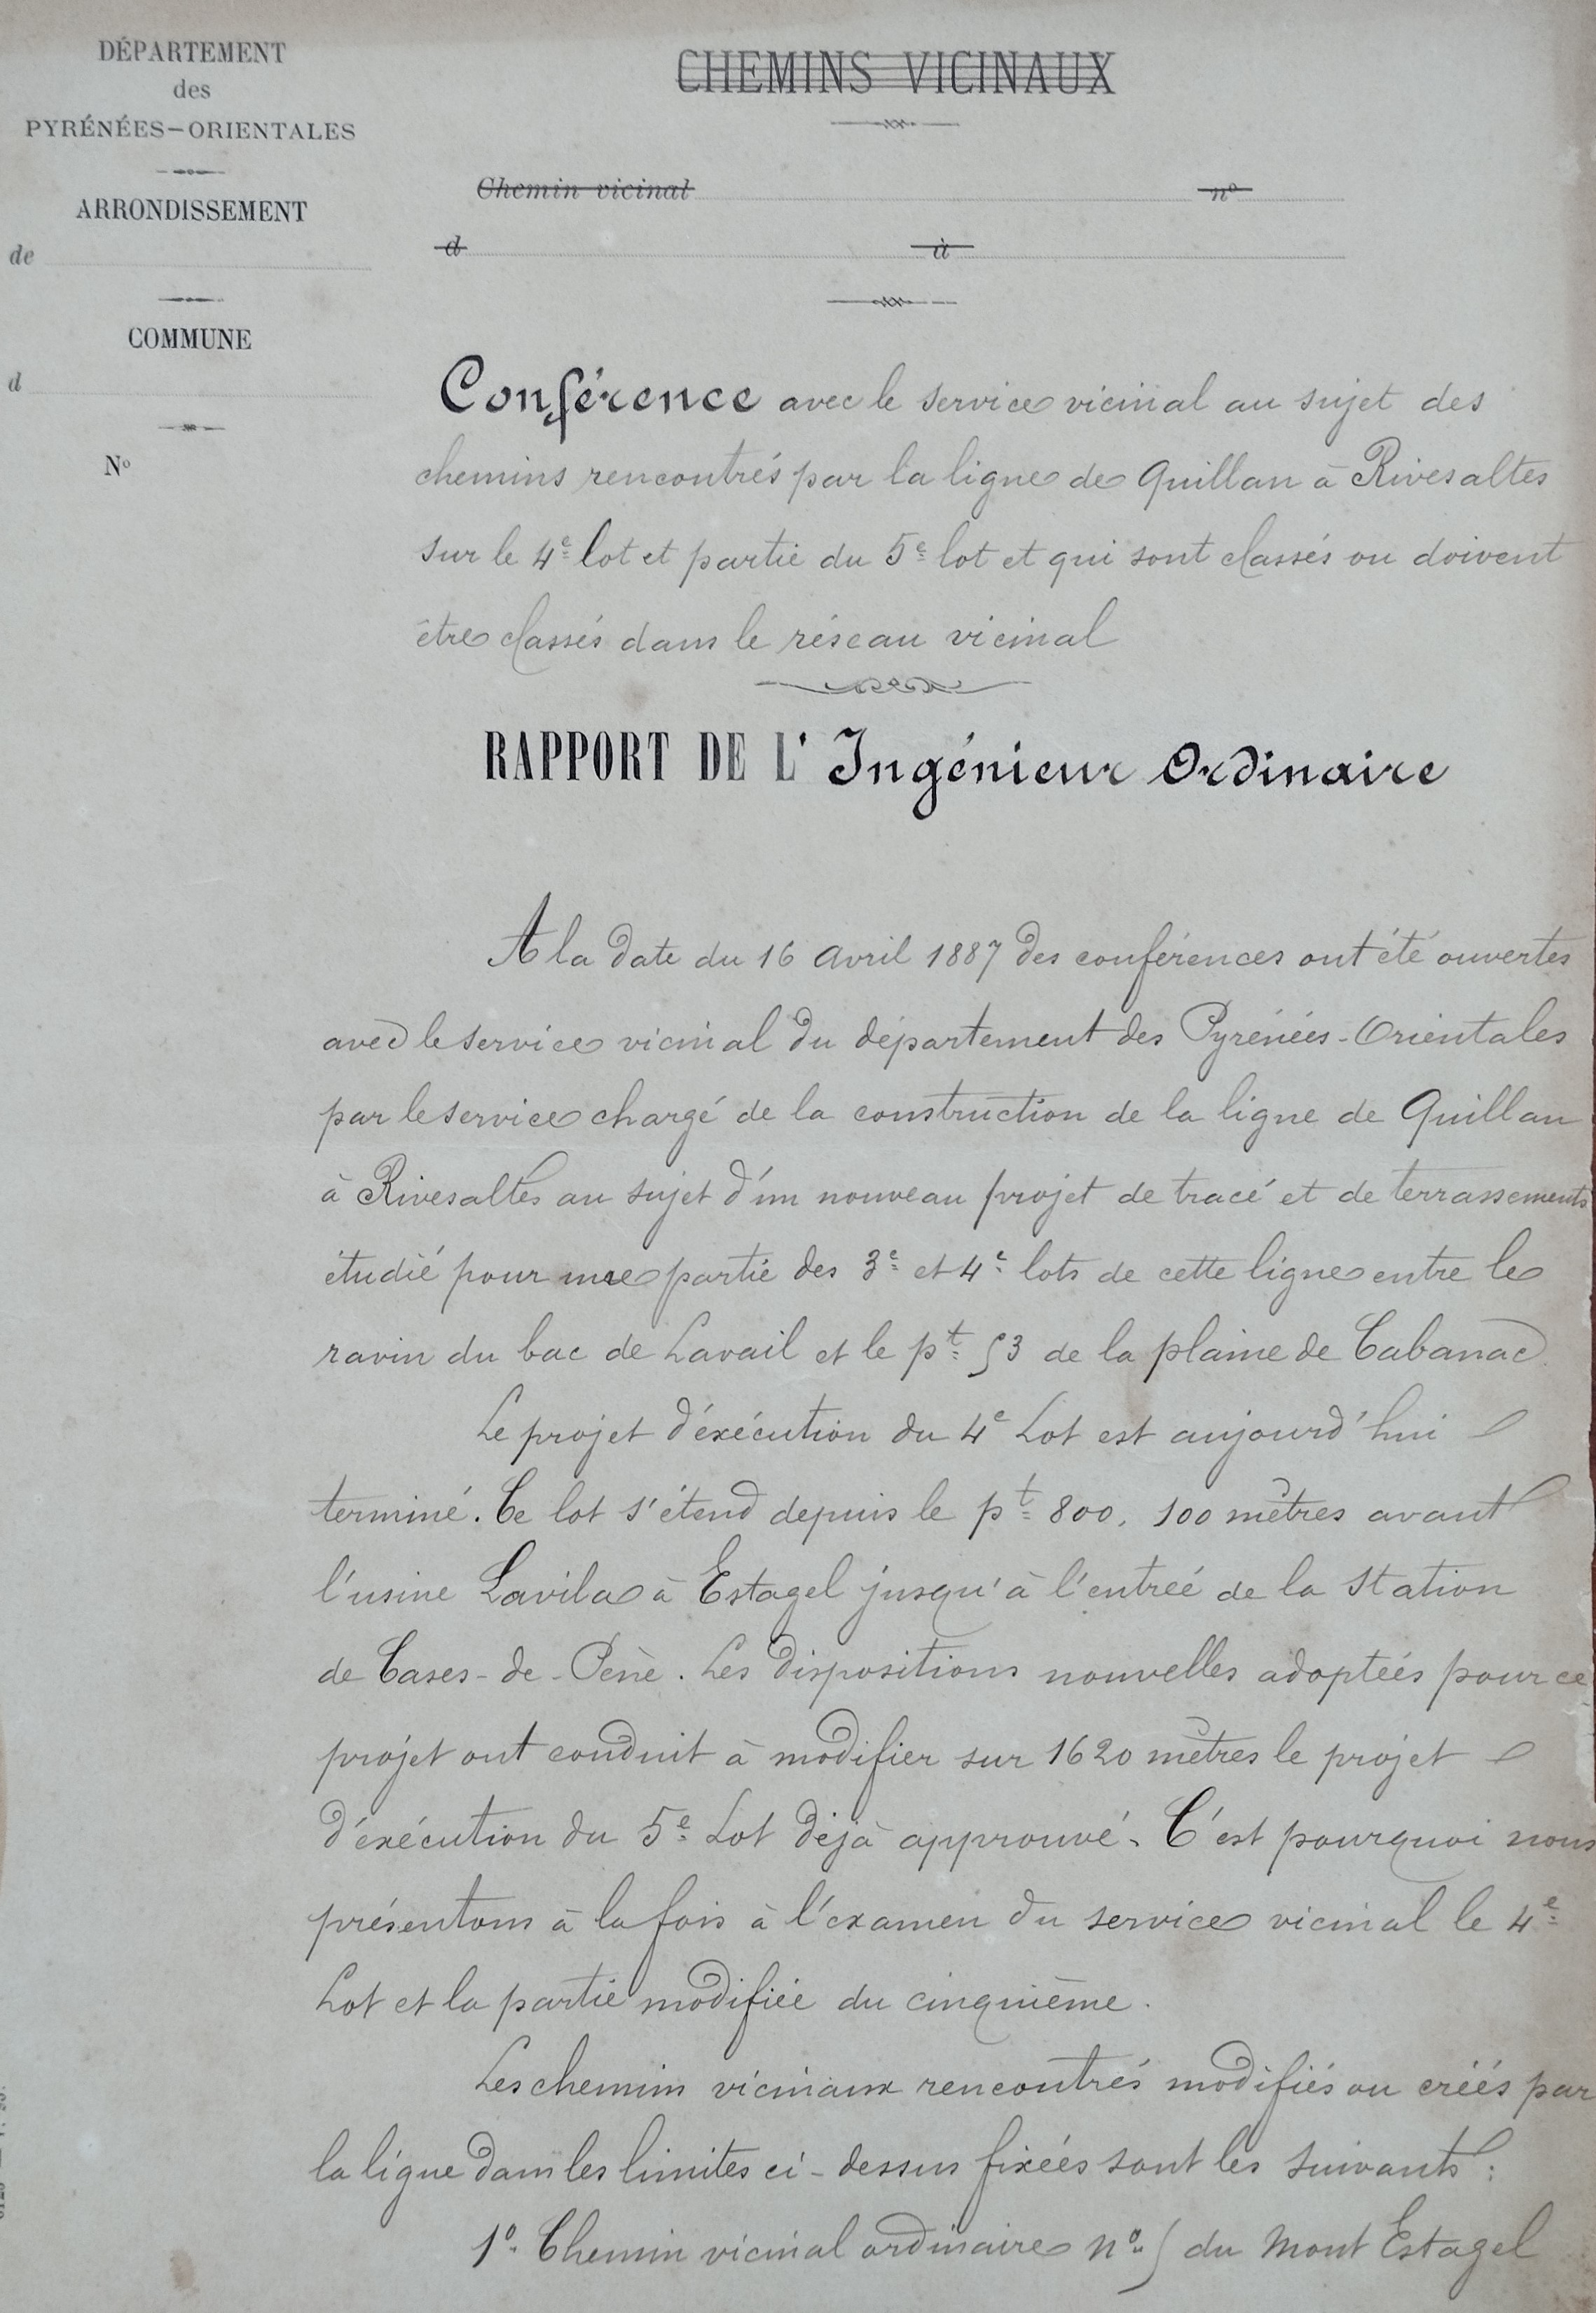 DÉPARTEMENT
des
PYRÉNÉES-ORIENTALES
ARRONDISSEMENT
de
COMMUNE
d
Nº
CHEMINS VICINAUX
Chemin vicinal nº
d à
Conférence avec le service vicinal au sujet des
chemins rencontrés par la ligne de Quillan à Rivesaltes
sur le 4e lot et partie du 5e lot et qui sont classés ou doivent
être classés dans le réseau vicinal
RAPPORT DE L' Ingénieur Ordinaire
A la date du 16 Avril 1887 des conférences ont été ouvertes
avec le service vicinal du département des Pyrénées-Orientales
par le service chargé de la construction de la ligne de Quillan
à Rivesaltes au sujet d'un nouveau projet de tracé et de terrassements
étudié pour une partie des 3e et 4e lots de cette ligne entre le
ravin du bac de Lavail et le pt 53 de la plaine de Cabanac
Le projet d'éxécution du 4e Lot est aujourd'hui
terminé. Ce lot s'étend depuis le pt 800, 100 mètres avant
l'usine Lavila à Estagel jusqu'à l'entrée de la Station
de Cases-de-Pène. Les dispositions nouvelles adoptées pour ce
projet ont conduit à modifier sur 1620 mètres le projet
d'éxécution du 5e Lot déjà approuvé. C'est pourquoi nous
présentons à la fois à l'examen du service vicinal le 4e
Lot et la partie modifiée du cinquième.
Les chemins vicinaux rencontrés modifiés ou créés par
la ligne dans les limites ci-dessus fixées sont les suivants :
1º Chemin vicinal ordinaire nº 5 du Mont Estagel